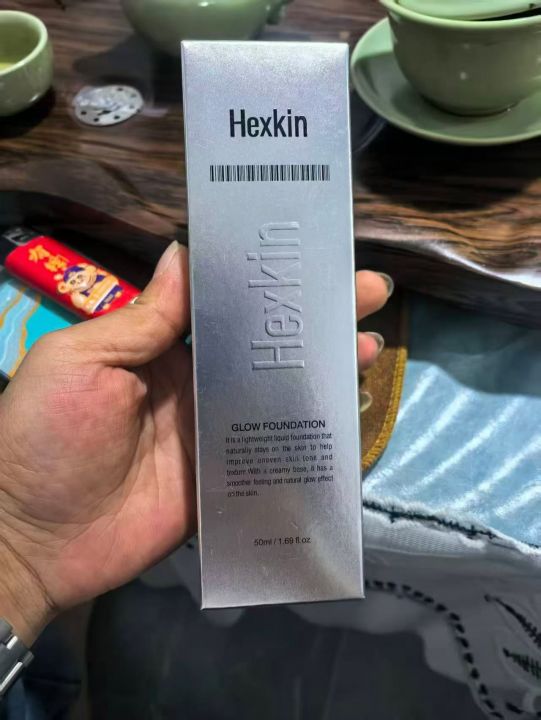 Hexkin
Hexkin
GLOW FOUNDATION
It is a lightweight liquid foundation that
naturally stays on the skin to help
improve uneven skin tone and
texture.With a creamy base, it has a
smoother feeling and natural glow effect
on the skin.
50ml / 1.69 fl.oz